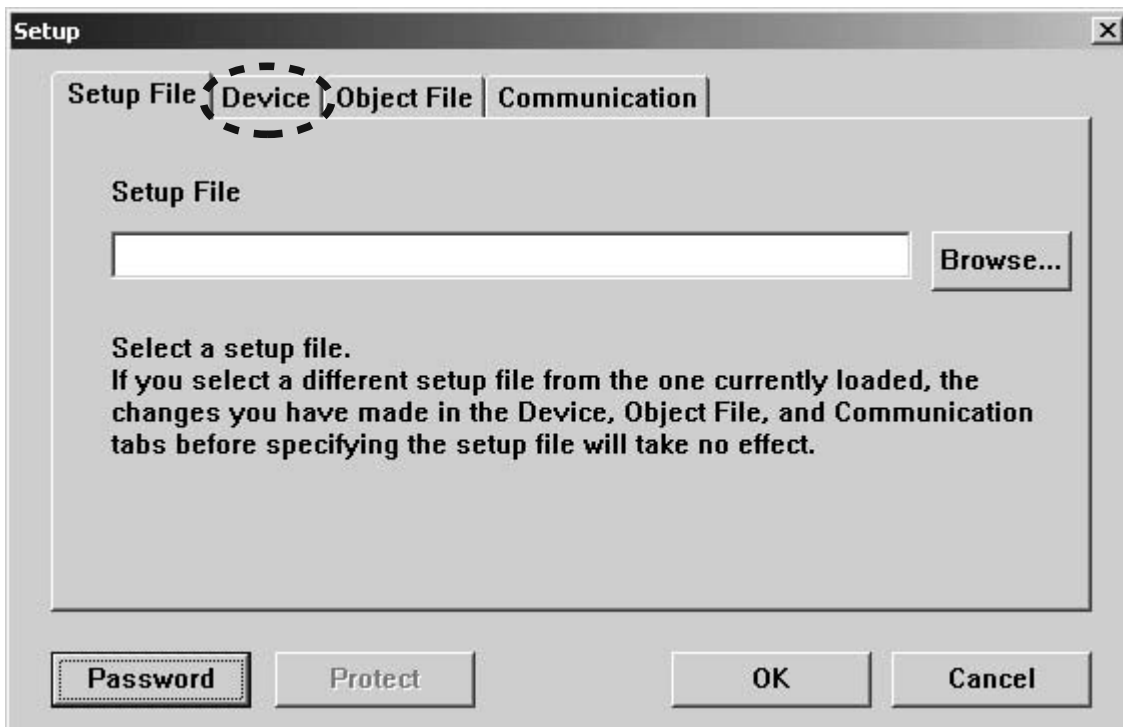 Setup
Setup File Device Object File Communication
Setup File
Browse...
Select a setup file.
If you select a different setup file from the one currently loaded, the
changes you have made in the Device, Object File, and Communication
tabs before specifying the setup file will take no effect.
Password Protect OK Cancel